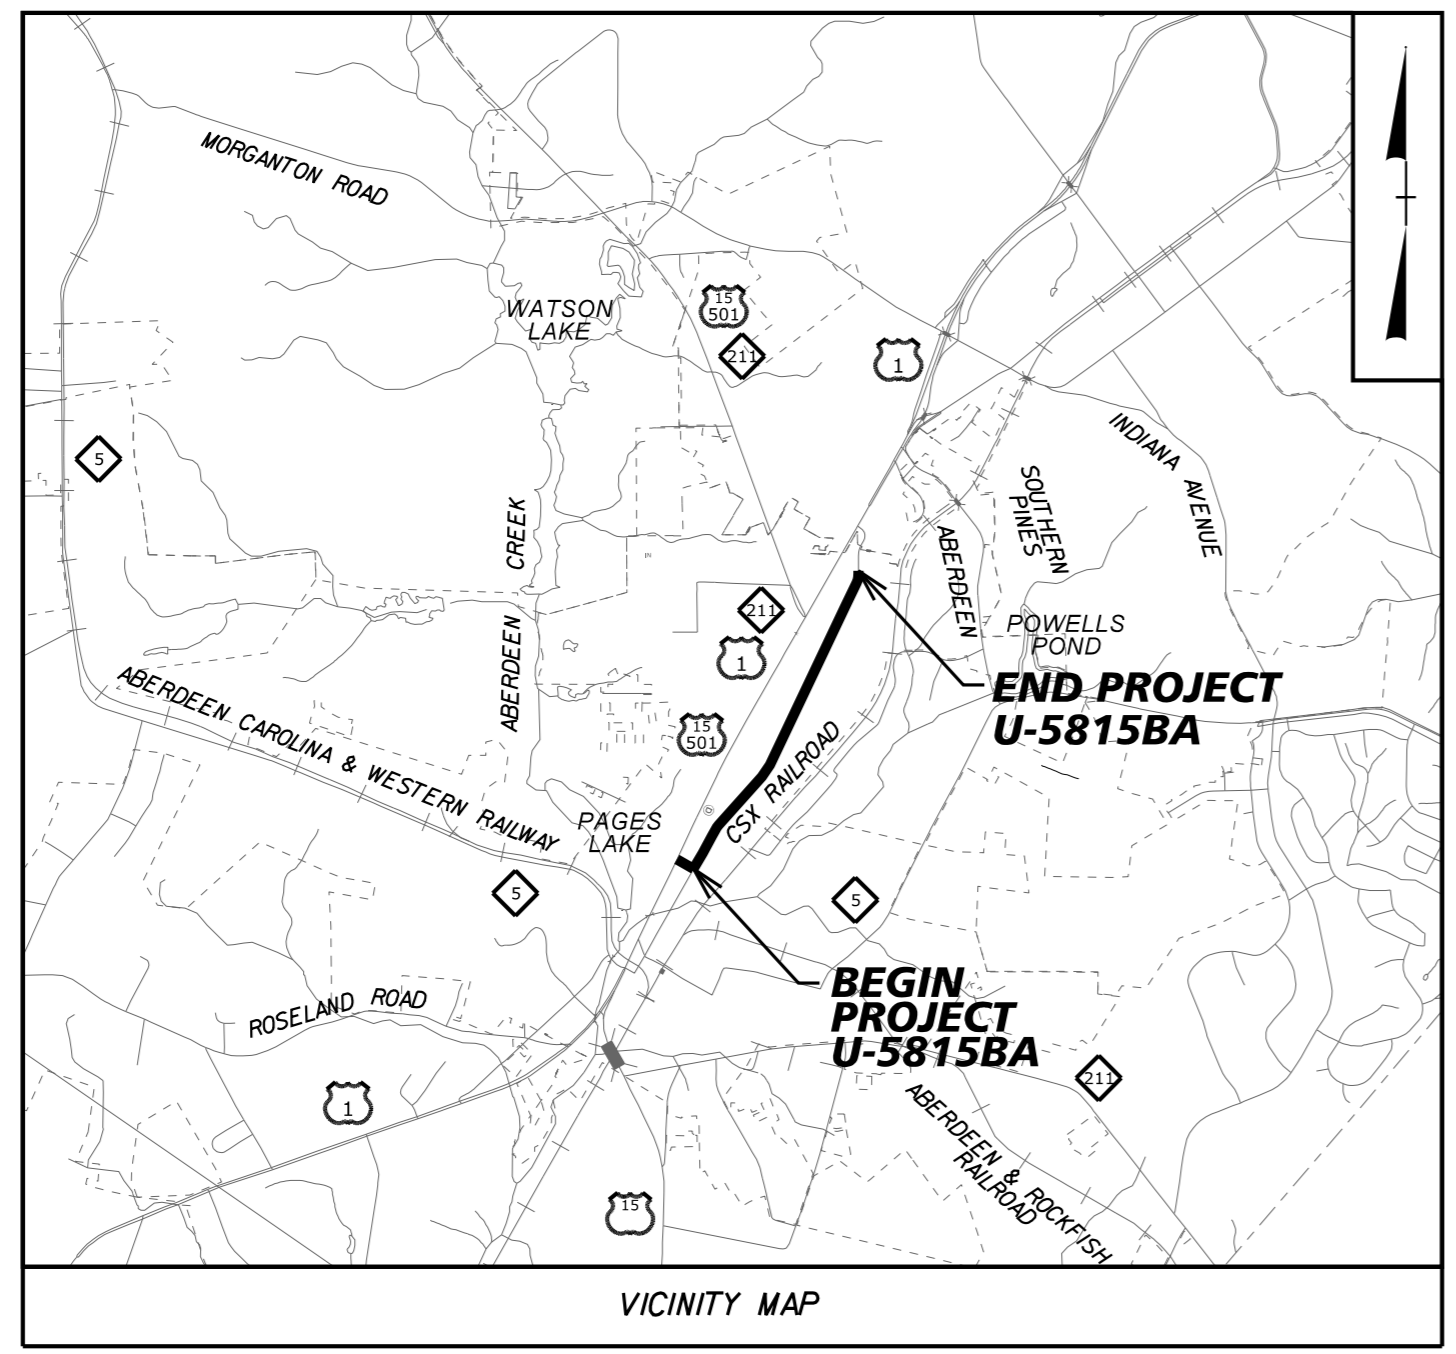 MORGANTON ROAD
WATSON
LAKE
15
501
211
1
5
INDIANA AVENUE
SOUTHERN
PINES
ABERDEEN
ABERDEEN CREEK
211
1
POWELLS
POND
END PROJECT
U-5815BA
15
501
ABERDEEN CAROLINA & WESTERN RAILWAY
CSX RAILROAD
PAGES
LAKE
5
5
BEGIN
PROJECT
U-5815BA
ROSELAND ROAD
1
211
ABERDEEN & ROCKFISH
RAILROAD
15
VICINITY MAP